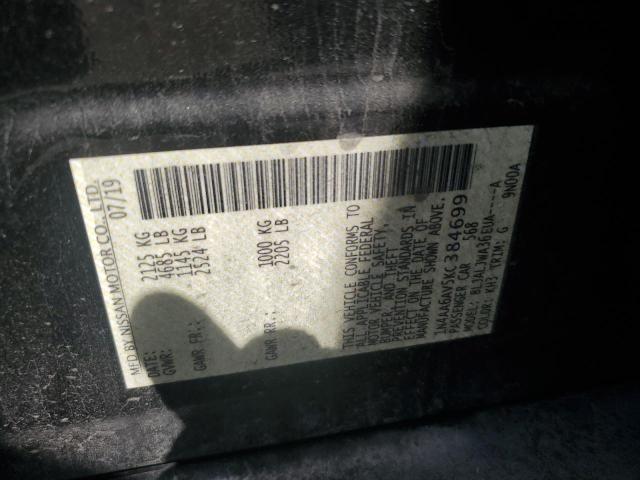 MFD BY NISSAN MOTOR CO., LTD.
DATE: 07/19
GVWR: 2125 KG
4685 LB
GAWR FR.: 1145 KG
2524 LB
GAWR RR.: 1000 KG
2205 LB
THIS VEHICLE CONFORMS TO
ALL APPLICABLE FEDERAL
MOTOR VEHICLE SAFETY,
BUMPER, AND THEFT
PREVENTION STANDARDS IN
EFFECT ON THE DATE OF
MANUFACTURE SHOWN ABOVE.
1N4AA6AV5KC384699
PASSENGER CAR 568
MODEL: BLJALJWA36EUA-----A
COLOR: KH3 TRIM: G 9N00A